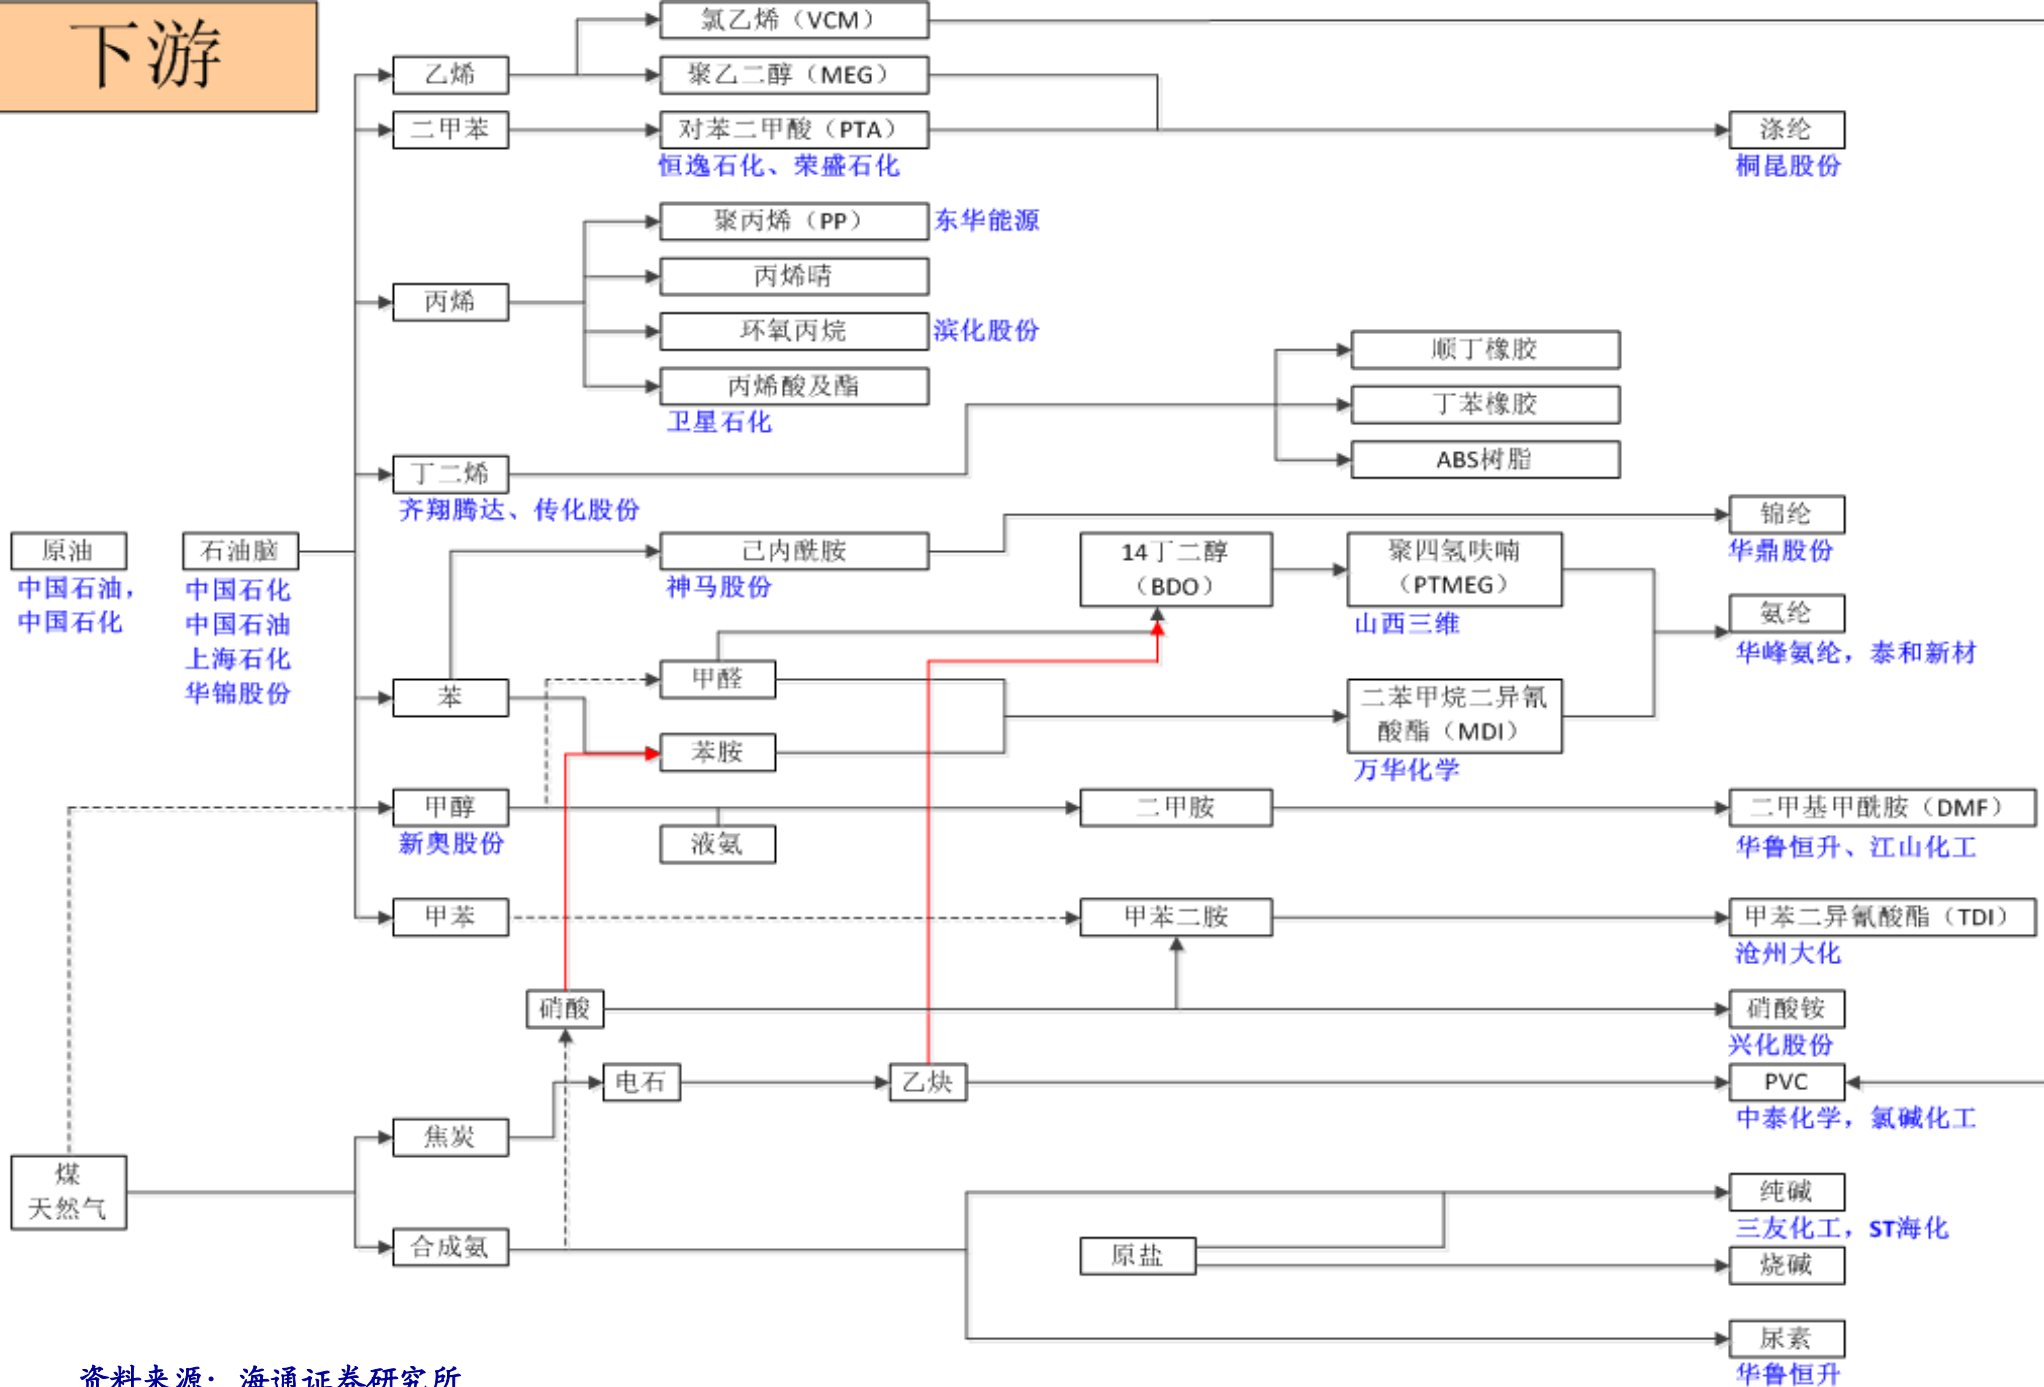 下游
氯乙烯（VCM）
乙烯
聚乙二醇（MEG）
二甲苯
对苯二甲酸（PTA）
涤纶
恒逸石化、荣盛石化
桐昆股份
聚丙烯（PP）
东华能源
丙烯晴
丙烯
环氧丙烷
滨化股份
顺丁橡胶
丙烯酸及酯
丁苯橡胶
卫星石化
ABS树脂
丁二烯
齐翔腾达、传化股份
锦纶
华鼎股份
原油
中国石油，
中国石化
石油脑
中国石化
中国石油
上海石化
华锦股份
己内酰胺
神马股份
14丁二醇
（BDO）
聚四氢呋喃
（PTMEG）
山西三维
氨纶
华峰氨纶，泰和新材
苯
甲醛
苯胺
二苯甲烷二异氰
酸酯（MDI）
万华化学
甲醇
新奥股份
液氨
二甲胺
二甲基甲酰胺（DMF）
华鲁恒升、江山化工
甲苯
甲苯二胺
甲苯二异氰酸酯（TDI）
沧州大化
硝酸
硝酸铵
兴化股份
电石
乙炔
PVC
中泰化学，氯碱化工
焦炭
煤
天然气
纯碱
三友化工，ST海化
合成氨
原盐
烧碱
尿素
华鲁恒升
资料来源：海通证券研究所